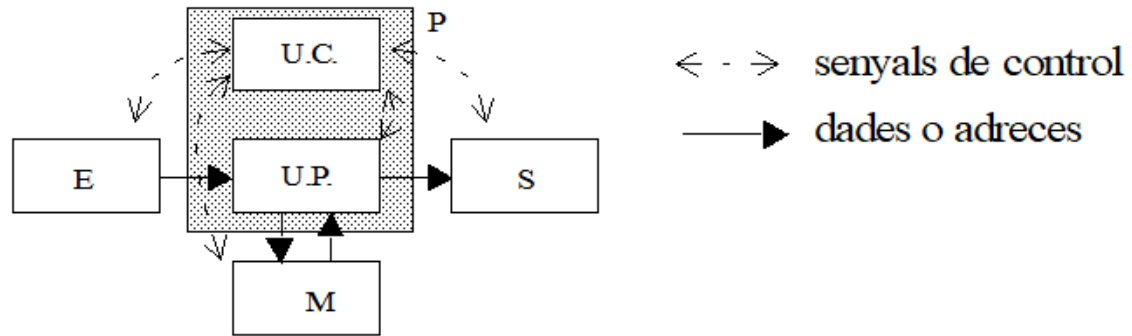 P
U.C.
senyals de control
dades o adreces
E
U.P.
S
M